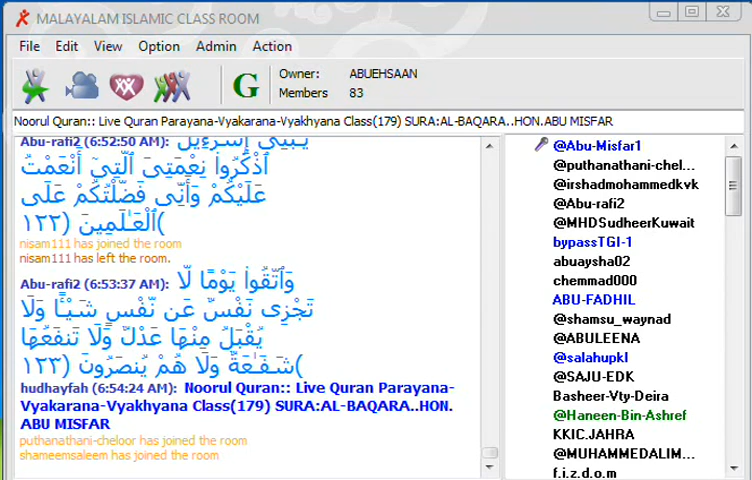 MALAYALAM ISLAMIC CLASS ROOM
File Edit View Option Admin Action
G
Owner: ABUEHSAAN
Members 83
Noorul Quran:: Live Quran Parayana-Vyakarana-Vyakhyana Class(179) SURA:AL-BAQARA..HON.ABU MISFAR
Abu-rafi2 (6:52:50 AM): يَـٰبَنِىٓ إِسْرَٰٓءِيلَ
ٱذْكُرُوا۟ نِعْمَتِىَ ٱلَّتِىٓ أَنْعَمْتُ
عَلَيْكُمْ وَأَنِّى فَضَّلْتُكُمْ عَلَى
ٱلْعَـٰلَمِينَ (١٢٢)
nisam111 has joined the room
nisam111 has left the room.
Abu-rafi2 (6:53:37 AM): وَٱتَّقُوا۟ يَوْمًۭا لَّا
تَجْزِى نَفْسٌ عَن نَّفْسٍۢ شَيْـًۭٔا وَلَا
يُقْبَلُ مِنْهَا عَدْلٌۭ وَلَا تَنفَعُهَا
شَفَـٰعَةٌۭ وَلَا هُمْ يُنصَرُونَ (١٢٣)
hudhayfah (6:54:24 AM): Noorul Quran:: Live Quran Parayana-
Vyakarana-Vyakhyana Class(179) SURA:AL-BAQARA..HON.
ABU MISFAR
puthanathani-cheloor has joined the room
shameemsaleem has joined the room
@Abu-Misfar1
@puthanathani-chel...
@irshadmohammedkvk
@Abu-rafi2
@MHDSudheerKuwait
bypassTGI-1
abuaysha02
chemmad000
ABU-FADHIL
@shamsu_waynad
@ABULEENA
@salahupkl
@SAJU-EDK
Basheer-Vty-Deira
@Haneen-Bin-Ashref
KKIC.JAHRA
@MUHAMMEDALIM...
f.i.z.d.o.m